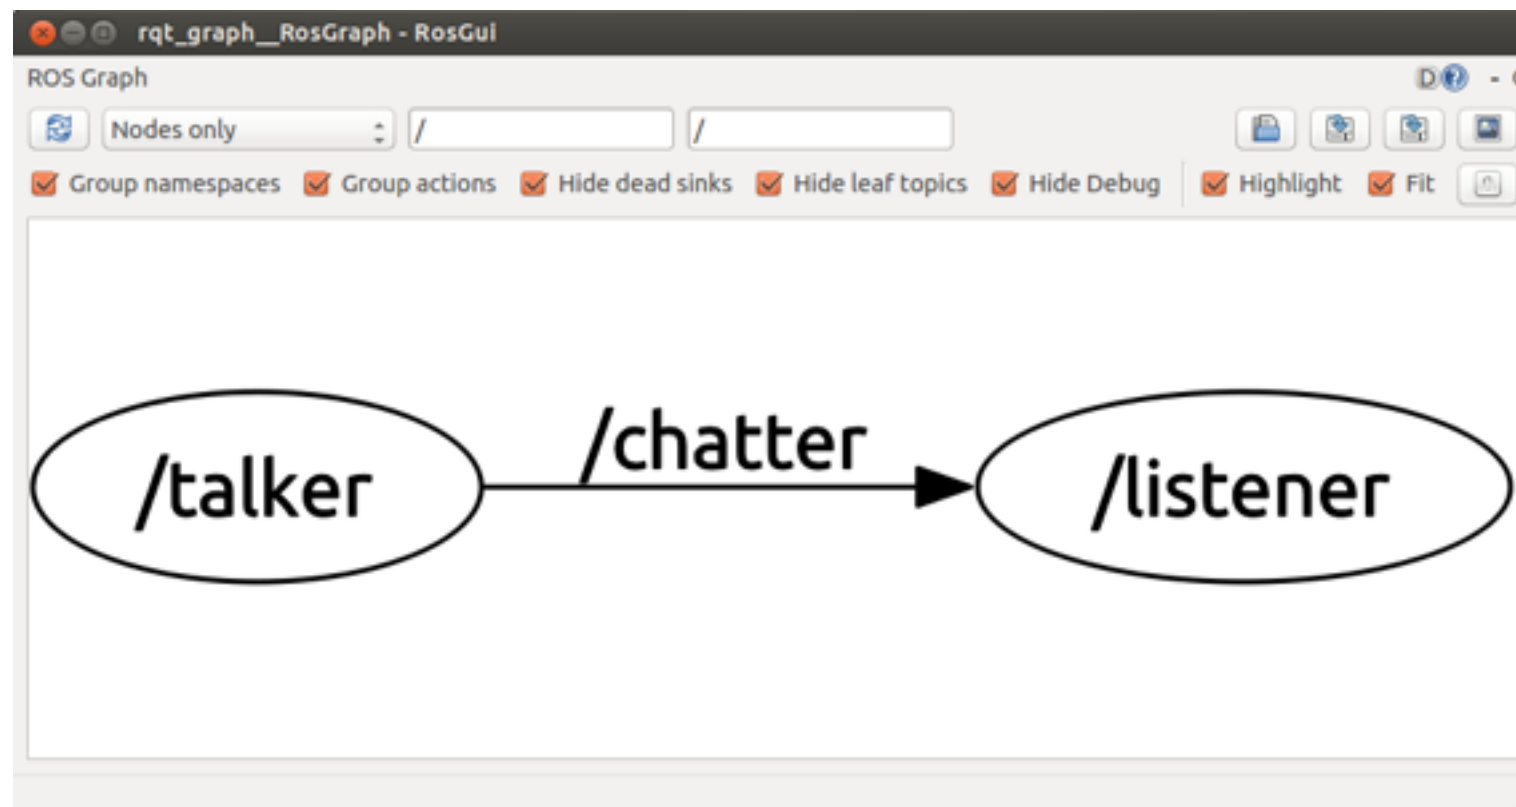 rqt_graph__RosGraph - RosGui
ROS Graph
D -
Nodes only / /
Group namespaces Group actions Hide dead sinks Hide leaf topics Hide Debug Highlight Fit
/chatter
/talker /listener